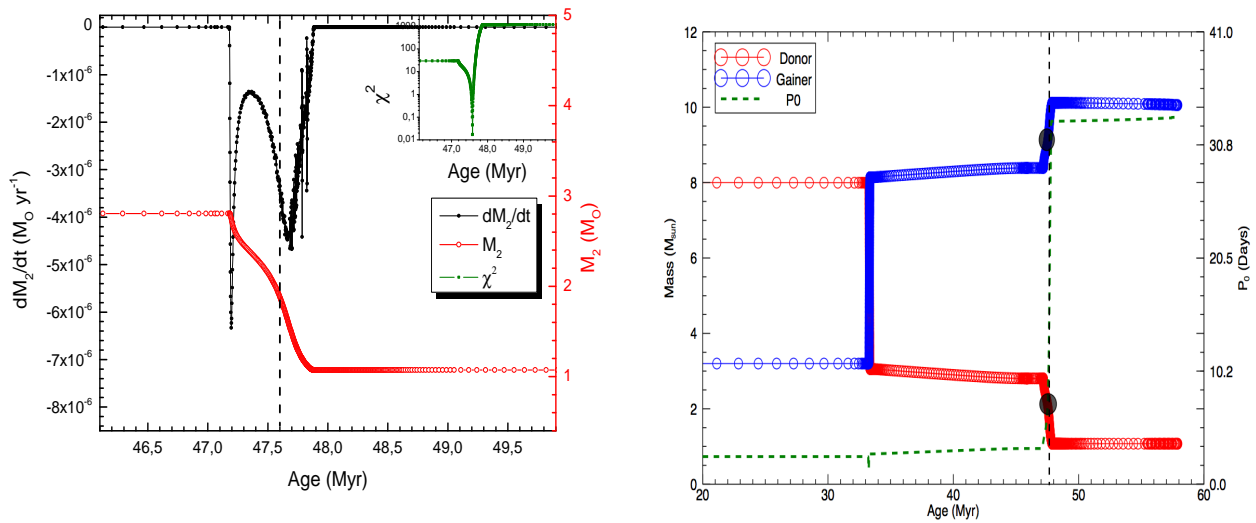 0
-1x10⁻⁶
-2x10⁻⁶
-3x10⁻⁶
-4x10⁻⁶
-5x10⁻⁶
-6x10⁻⁶
-7x10⁻⁶
-8x10⁻⁶
dM₂/dt (M_O yr⁻¹)
46,5 47,0 47,5 48,0 48,5 49,0 49,5
Age (Myr)
5
4
3
2
1
M₂ (M_O)
1000
100
10
1
0,1
0,01
χ²
47,0 48,0 49,0
Age (Myr)
dM₂/dt
M₂
χ²
12
10
8
6
4
2
0
Mass (M_sun)
20 30 40 50 60
Age (Myr)
41.0
30.8
20.5
10.2
0.0
P₀ (Days)
Donor
Gainer
P0